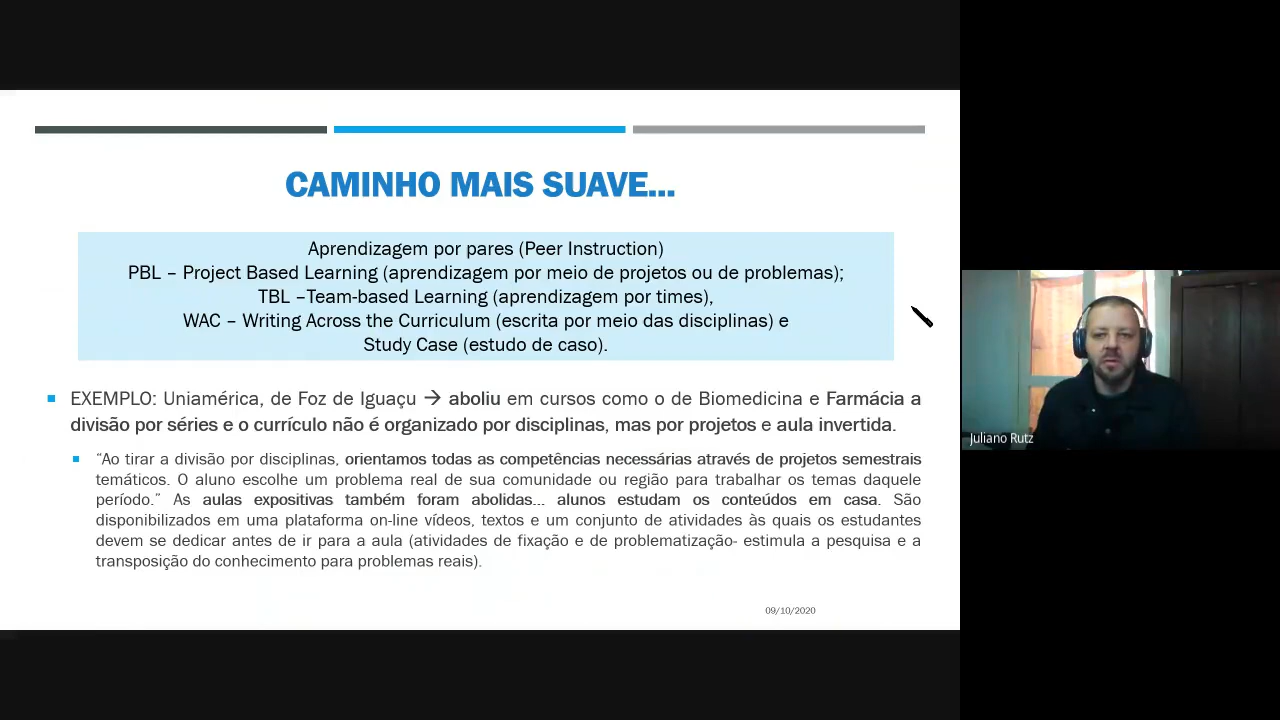 CAMINHO MAIS SUAVE...
Aprendizagem por pares (Peer Instruction)
PBL – Project Based Learning (aprendizagem por meio de projetos ou de problemas);
TBL –Team-based Learning (aprendizagem por times),
WAC – Writing Across the Curriculum (escrita por meio das disciplinas) e
Study Case (estudo de caso).
EXEMPLO: Uniamérica, de Foz de Iguaçu → aboliu em cursos como o de Biomedicina e Farmácia a
divisão por séries e o currículo não é organizado por disciplinas, mas por projetos e aula invertida.
“Ao tirar a divisão por disciplinas, orientamos todas as competências necessárias através de projetos semestrais
temáticos. O aluno escolhe um problema real de sua comunidade ou região para trabalhar os temas daquele
período.” As aulas expositivas também foram abolidas... alunos estudam os conteúdos em casa. São
disponibilizados em uma plataforma on-line vídeos, textos e um conjunto de atividades às quais os estudantes
devem se dedicar antes de ir para a aula (atividades de fixação e de problematização- estimula a pesquisa e a
transposição do conhecimento para problemas reais).
09/10/2020
Juliano Rutz